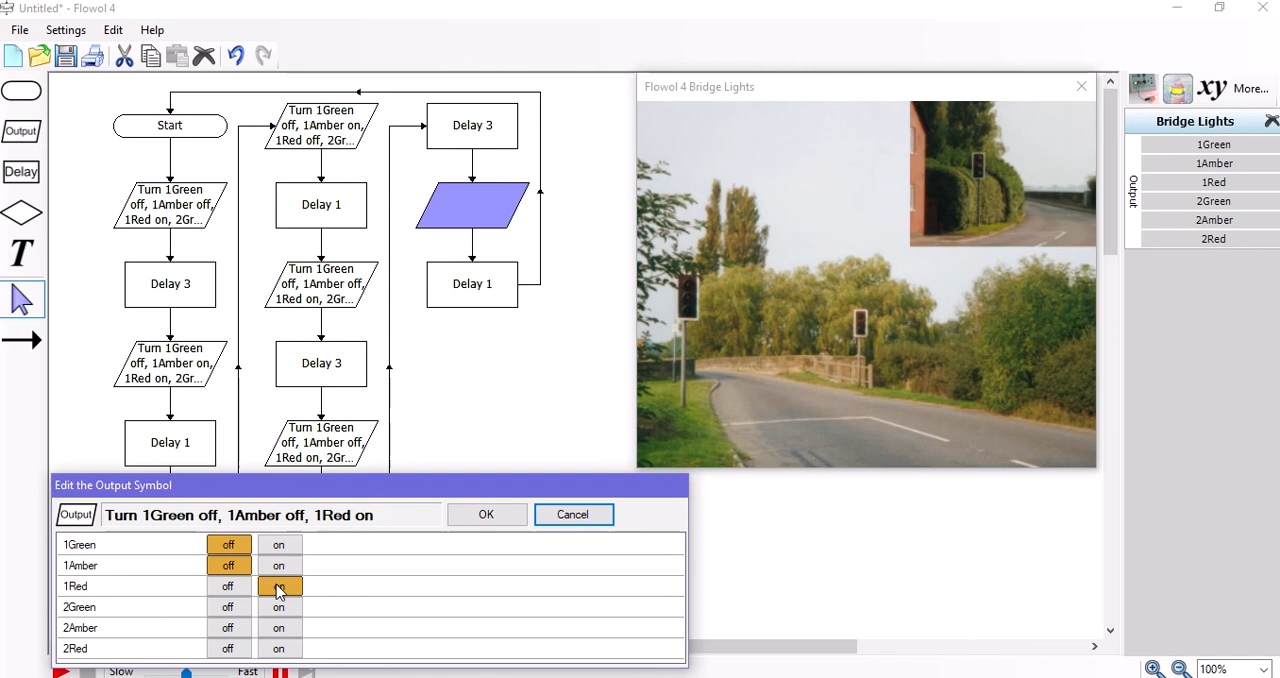 Untitled* - Flowol 4
File Settings Edit Help
Output
Delay
T
Start
Turn 1Green
off, 1Amber off,
1Red on, 2Gr...
Delay 3
Turn 1Green
off, 1Amber on,
1Red on, 2Gr...
Delay 1
Turn 1Green
off, 1Amber on,
1Red off, 2Gr...
Delay 1
Turn 1Green
off, 1Amber off,
1Red on, 2Gr...
Delay 3
Turn 1Green
off, 1Amber off,
1Red on, 2Gr...
Delay 3
Delay 1
Flowol 4 Bridge Lights
xy More...
Bridge Lights
Output
1Green
1Amber
1Red
2Green
2Amber
2Red
Edit the Output Symbol
Output Turn 1Green off, 1Amber off, 1Red on OK Cancel
1Green off on
1Amber off on
1Red off on
2Green off on
2Amber off on
2Red off on
Slow Fast
100%